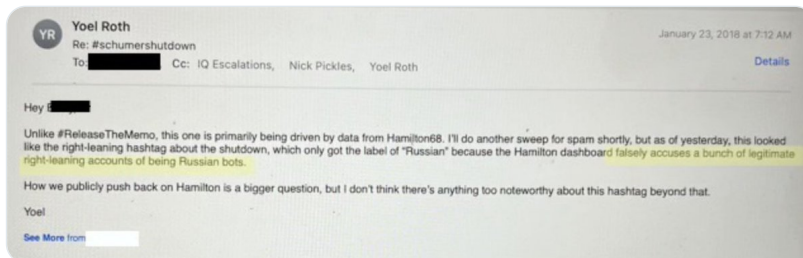 YR
Yoel Roth
January 23, 2018 at 7:12 AM
Re: #schumershutdown
To: Cc: IQ Escalations, Nick Pickles, Yoel Roth
Details
Hey
Unlike #ReleaseTheMemo, this one is primarily being driven by data from Hamilton68. I'll do another sweep for spam shortly, but as of yesterday, this looked
like the right-leaning hashtag about the shutdown, which only got the label of "Russian" because the Hamilton dashboard falsely accuses a bunch of legitimate
right-leaning accounts of being Russian bots.
How we publicly push back on Hamilton is a bigger question, but I don't think there's anything too noteworthy about this hashtag beyond that.
Yoel
See More from